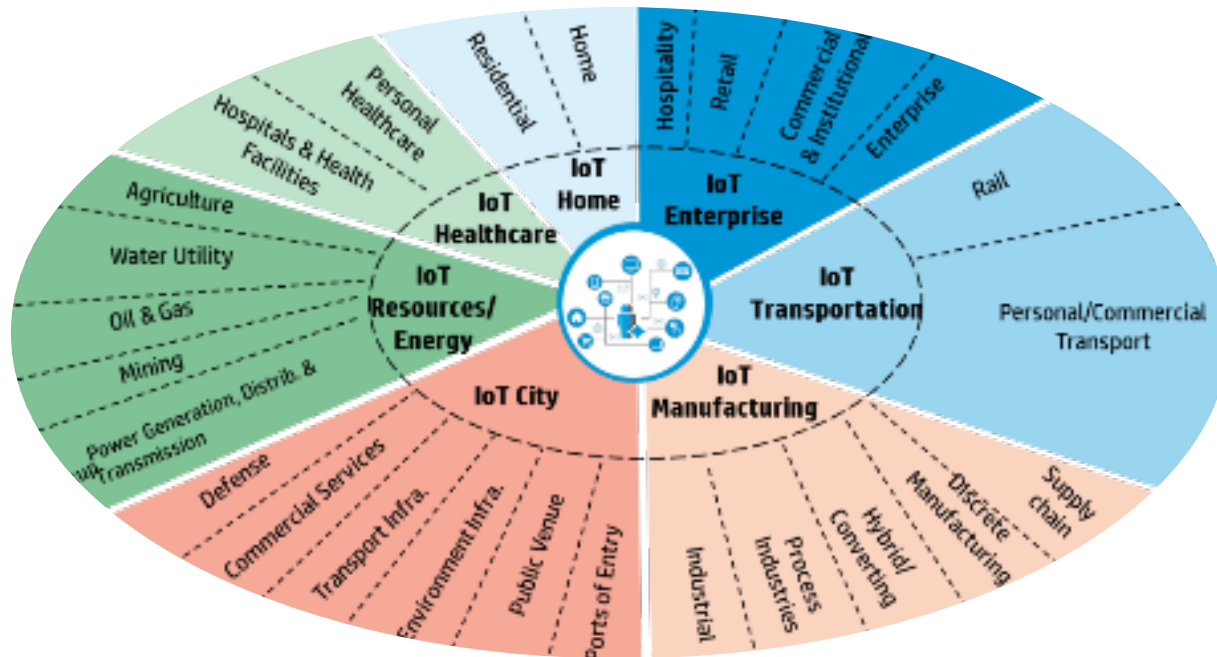 Residential
Home
IoT
Home
Hospitality
Retail
Commercial
& Institutional
Enterprise
IoT
Enterprise
Rail
Personal/Commercial
Transport
IoT
Transportation
Supply
chain
Discrete
Manufacturing
Hybrid/
Converting
Process
Industries
Industrial
IoT
Manufacturing
Ports of Entry
Public Venue
Environment Infra.
Transport Infra.
Commercial Services
Defense
IoT City
Power Generation, Distrib. &
Transmission
up
Mining
Oil & Gas
Water Utility
Agriculture
IoT
Resources/
Energy
Hospitals & Health
Facilities
Personal
Healthcare
IoT
Healthcare